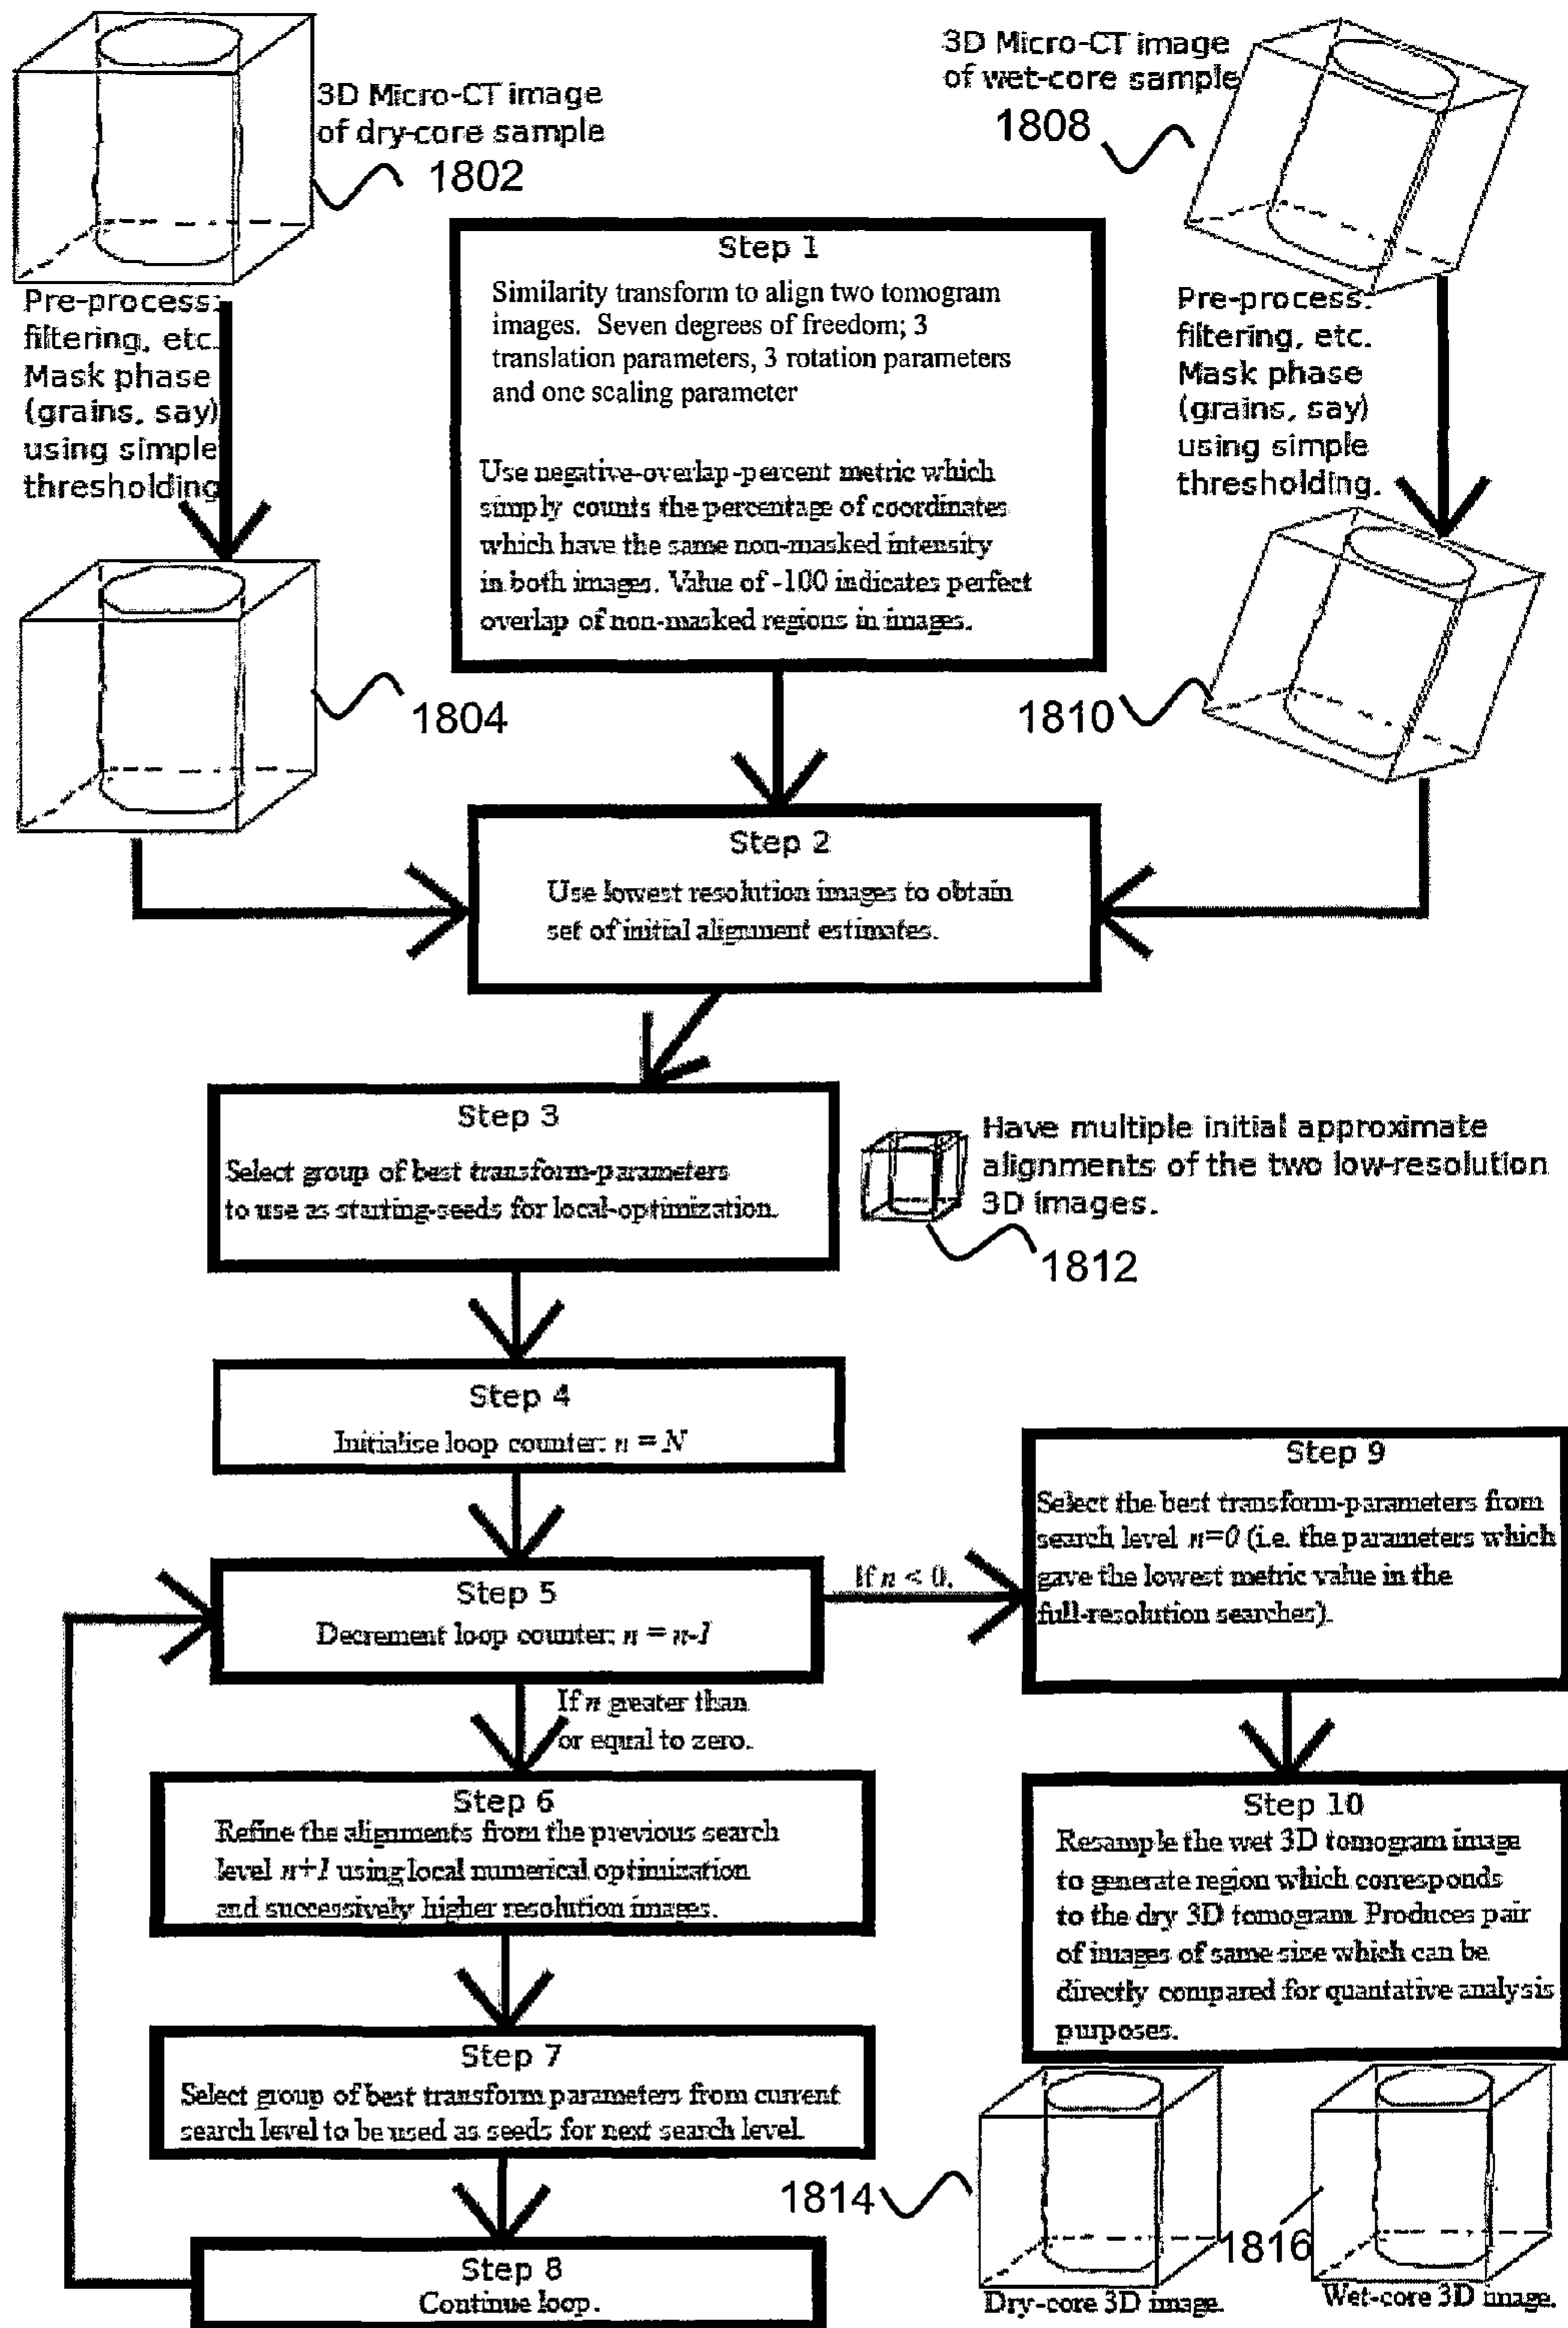 3D Micro-CT image
of dry-core sample
1802
3D Micro-CT image
of wet-core sample
1808
Pre-process:
filtering, etc.
Mask phase
(grains, say)
using simple
thresholding
Step 1
Similarity transform to align two tomogram
images. Seven degrees of freedom; 3
translation parameters, 3 rotation parameters
and one scaling parameter
Use negative-overlap-percent metric which
simply counts the percentage of coordinates
which have the same non-masked intensity
in both images. Value of -100 indicates perfect
overlap of non-masked regions in images.
Pre-process:
filtering, etc.
Mask phase
(grains, say)
using simple
thresholding.
1804
1810
Step 2
Use lowest resolution images to obtain
set of initial alignment estimates.
Step 3
Select group of best transform-parameters
to use as starting-seeds for local-optimization.
Have multiple initial approximate
alignments of the two low-resolution
3D images.
1812
Step 4
Initialise loop counter: n = N
Step 5
Decrement loop counter: n = n-1
If n < 0.
If n greater than
or equal to zero.
Step 6
Refine the alignments from the previous search
level n+1 using local numerical optimization
and successively higher resolution images.
Step 7
Select group of best transform parameters from current
search level to be used as seeds for next search level.
Step 8
Continue loop.
Step 9
Select the best transform-parameters from
search level n=0 (i.e. the parameters which
gave the lowest metric value in the
full-resolution searches).
Step 10
Resample the wet 3D tomogram image
to generate region which corresponds
to the dry 3D tomogram. Produces pair
of images of same size which can be
directly compared for quantative analysis
purposes.
1814
1816
Dry-core 3D image.
Wet-core 3D image.